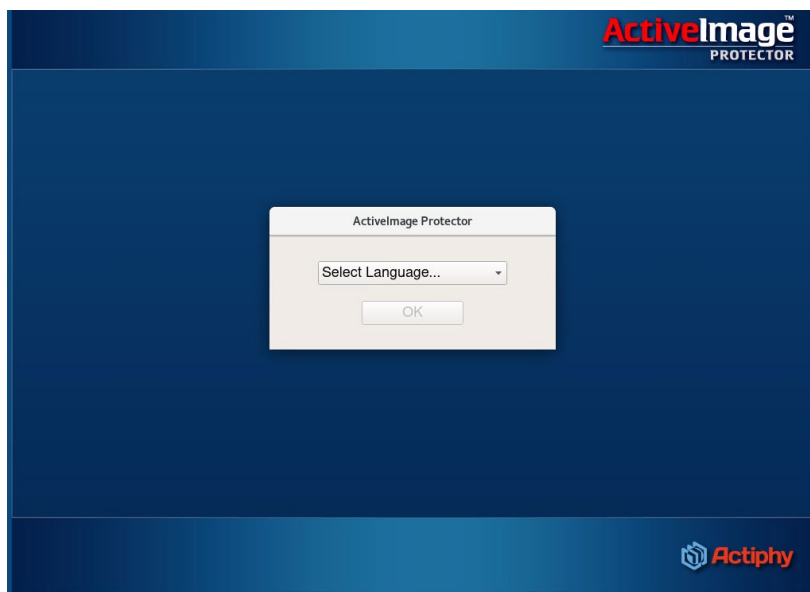 ActiveImage™
PROTECTOR
ActiveImage Protector
Select Language...
OK
Actiphy